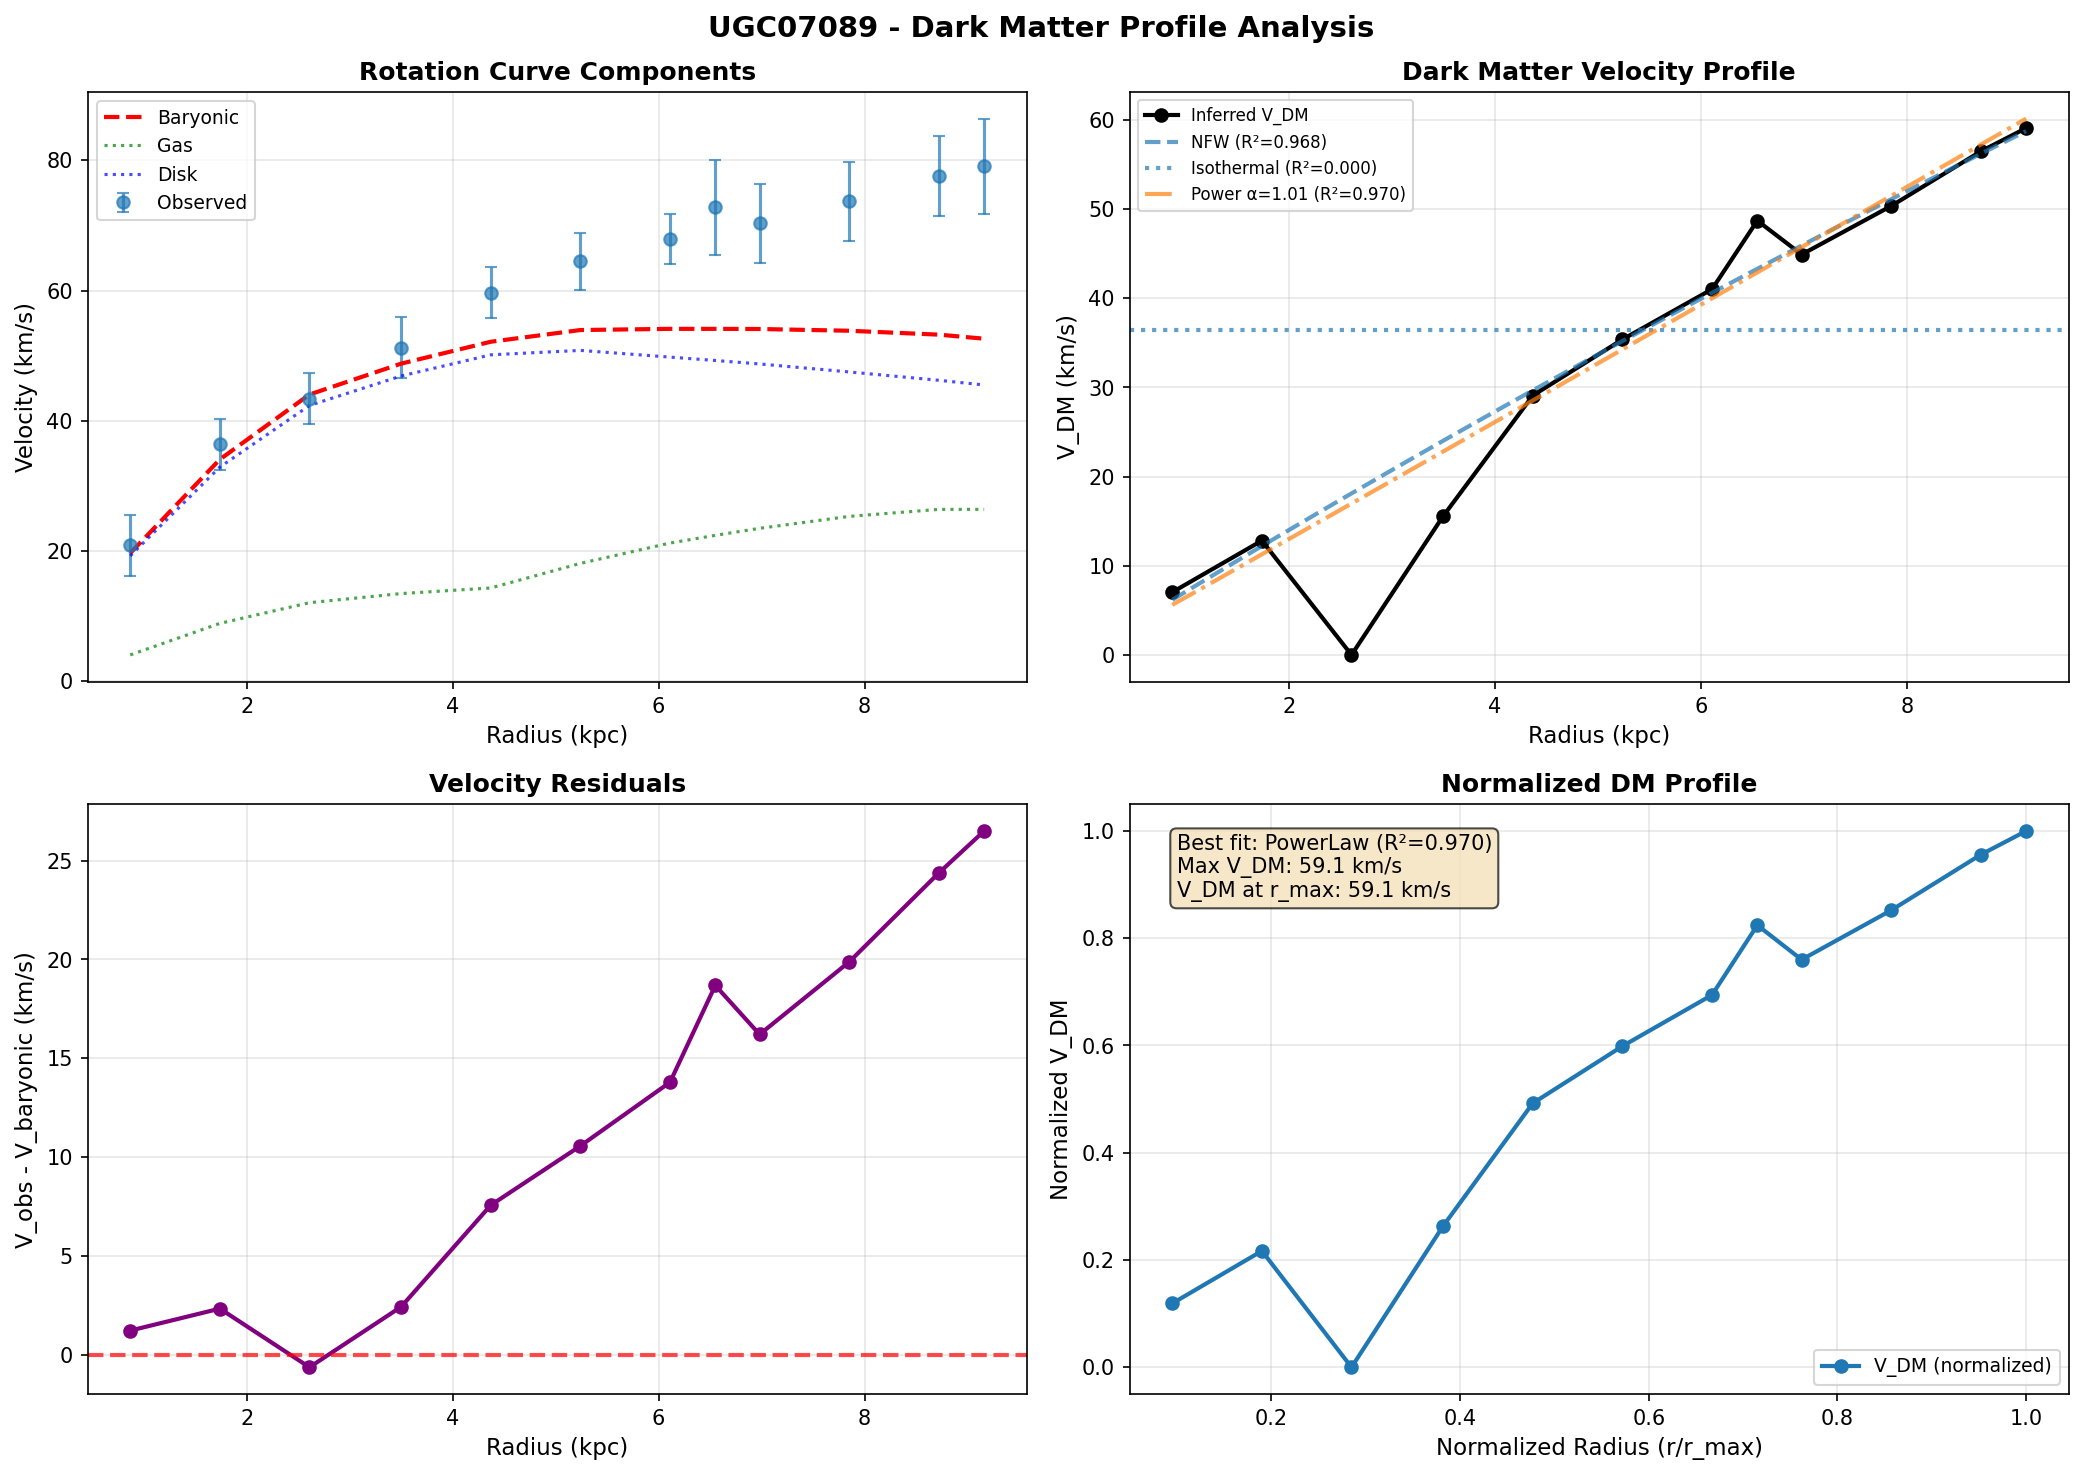 UGC07089 - Dark Matter Profile Analysis
Rotation Curve Components
Baryonic
Gas
Disk
Observed
Velocity (km/s)
0
20
40
60
80
2
4
6
8
Radius (kpc)
Dark Matter Velocity Profile
Inferred V_DM
NFW (R²=0.968)
Isothermal (R²=0.000)
Power α=1.01 (R²=0.970)
V_DM (km/s)
0
10
20
30
40
50
60
2
4
6
8
Radius (kpc)
Velocity Residuals
V_obs - V_baryonic (km/s)
0
5
10
15
20
25
2
4
6
8
Radius (kpc)
Normalized DM Profile
Best fit: PowerLaw (R²=0.970)
Max V_DM: 59.1 km/s
V_DM at r_max: 59.1 km/s
Normalized V_DM
0.0
0.2
0.4
0.6
0.8
1.0
V_DM (normalized)
0.2
0.4
0.6
0.8
1.0
Normalized Radius (r/r_max)